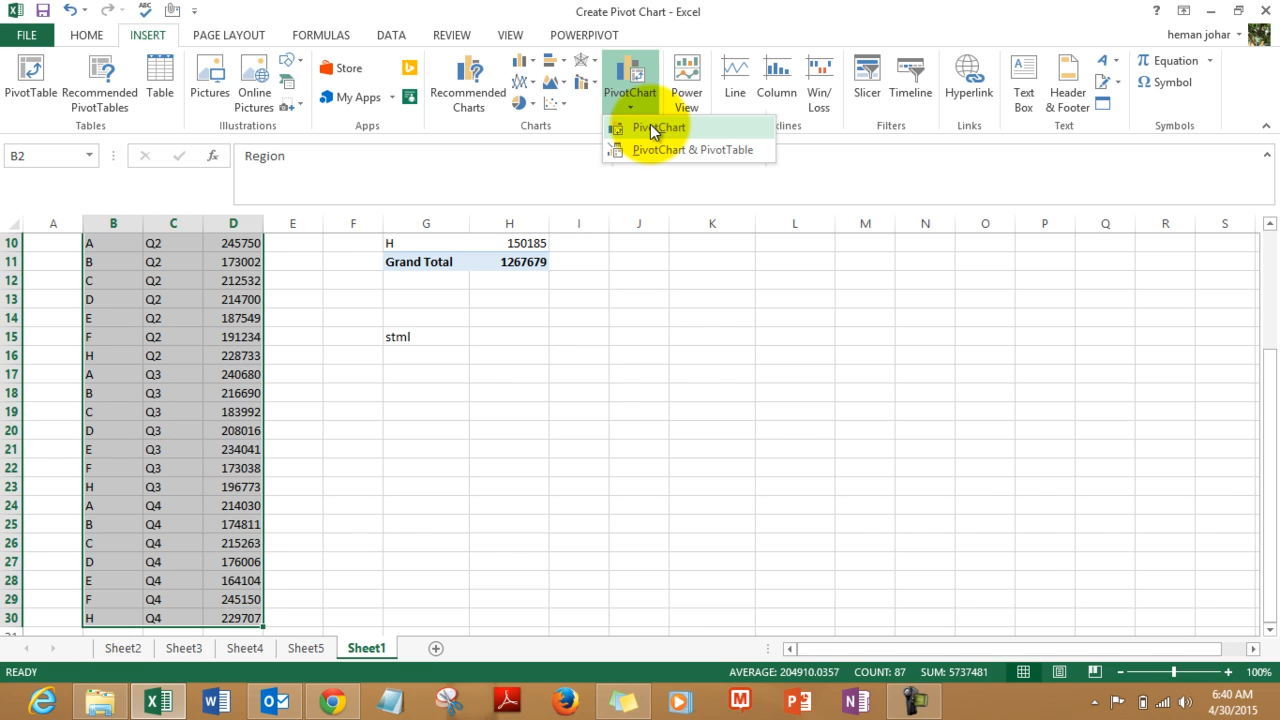 Create Pivot Chart - Excel
?
FILE
HOME
INSERT
PAGE LAYOUT
FORMULAS
DATA
REVIEW
VIEW
POWERPIVOT
heman johar
PivotTable
Recommended
PivotTables
Table
Pictures
Online
Pictures
Store
My Apps
Recommended
Charts
PivotChart
Power
View
Line
Column
Win/
Loss
Slicer
Timeline
Hyperlink
Text
Box
Header
& Footer
Equation
Symbol
Tables
Illustrations
Apps
Charts
Filters
Links
Text
Symbols
PivotChart
PivotChart & PivotTable
B2
fx
Region
A B C D E F G H I J K L M N O P Q R S
10 A Q2 245750 H 150185
11 B Q2 173002 Grand Total 1267679
12 C Q2 212532
13 D Q2 214700
14 E Q2 187549
15 F Q2 191234 stml
16 H Q2 228733
17 A Q3 240680
18 B Q3 216690
19 C Q3 183992
20 D Q3 208016
21 E Q3 234041
22 F Q3 173038
23 H Q3 196773
24 A Q4 214030
25 B Q4 174811
26 C Q4 215263
27 D Q4 176006
28 E Q4 164104
29 F Q4 245150
30 H Q4 229707
Sheet2 Sheet3 Sheet4 Sheet5 Sheet1
READY
AVERAGE: 204910.0357 COUNT: 87 SUM: 5737481
100%
6:40 AM
4/30/2015